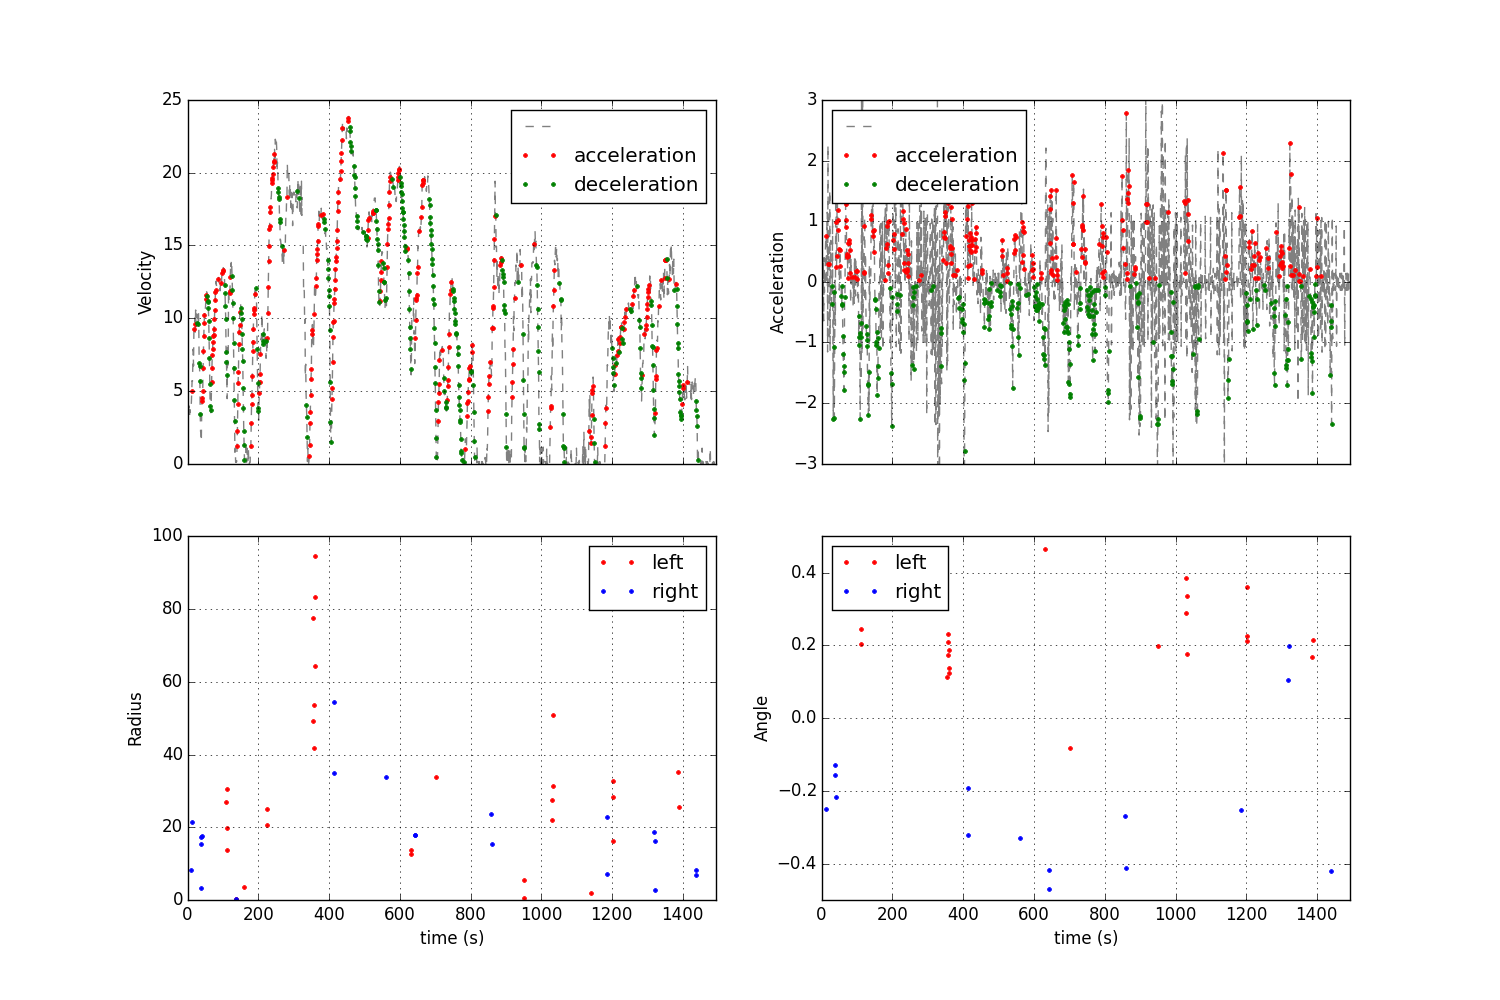 25
20
15
10
5
0
Velocity
acceleration
deceleration
3
2
1
0
−1
−2
−3
Acceleration
acceleration
deceleration
100
80
60
40
20
0
Radius
left
right
0 200 400 600 800 1000 1200 1400
time (s)
0.4
0.2
0.0
−0.2
−0.4
Angle
left
right
0 200 400 600 800 1000 1200 1400
time (s)